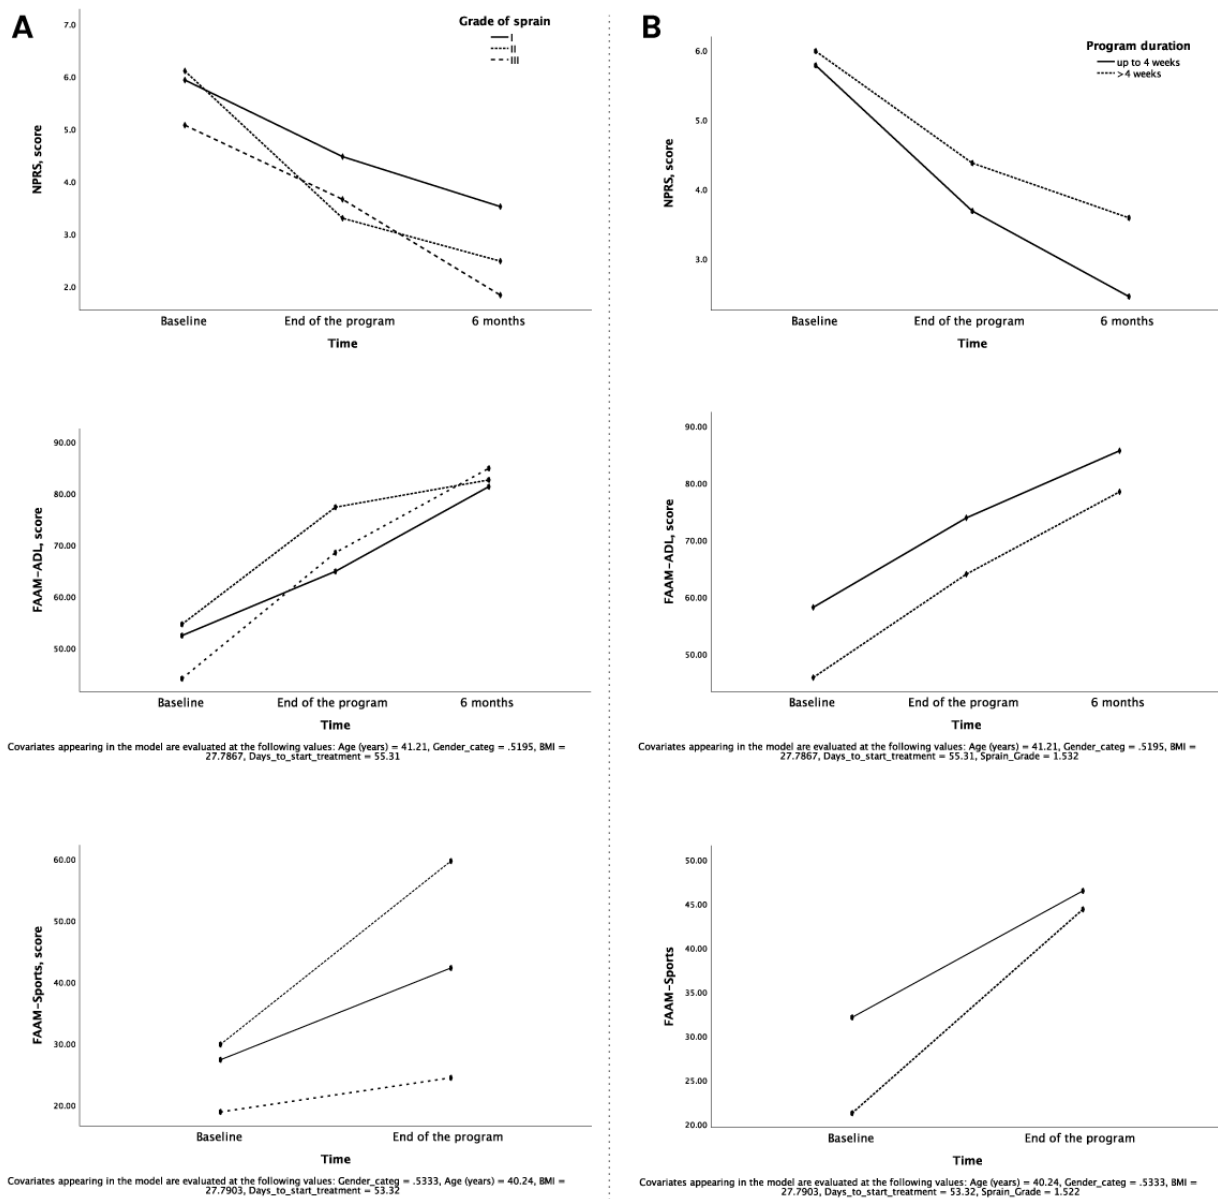 A
Grade of sprain
I
II
III
7.0
6.0
5.0
4.0
3.0
2.0
NPRS, score
Baseline
End of the program
6 months
Time
90.00
80.00
70.00
60.00
50.00
FAAM-ADL, score
Baseline
End of the program
6 months
Time
Covariates appearing in the model are evaluated at the following values: Age (years) = 41.21, Gender_categ = .5195, BMI =
27.7867, Days_to_start_treatment = 55.31
60.00
50.00
40.00
30.00
20.00
FAAM-Sports, score
Baseline
End of the program
Time
Covariates appearing in the model are evaluated at the following values: Gender_categ = .5333, Age (years) = 40.24, BMI =
27.7903, Days_to_start_treatment = 53.32
B
Program duration
up to 4 weeks
>4 weeks
6.0
5.0
4.0
3.0
NPRS, score
Baseline
End of the program
6 months
Time
90.00
80.00
70.00
60.00
50.00
FAAM-ADL, score
Baseline
End of the program
6 months
Time
Covariates appearing in the model are evaluated at the following values: Age (years) = 41.21, Gender_categ = .5195, BMI =
27.7867, Days_to_start_treatment = 55.31, Sprain_Grade = 1.532
50.00
45.00
40.00
35.00
30.00
25.00
20.00
FAAM-Sports
Baseline
End of the program
Time
Covariates appearing in the model are evaluated at the following values: Age (years) = 40.24, Gender_categ = .5333, BMI =
27.7903, Days_to_start_treatment = 53.32, Sprain_Grade = 1.522